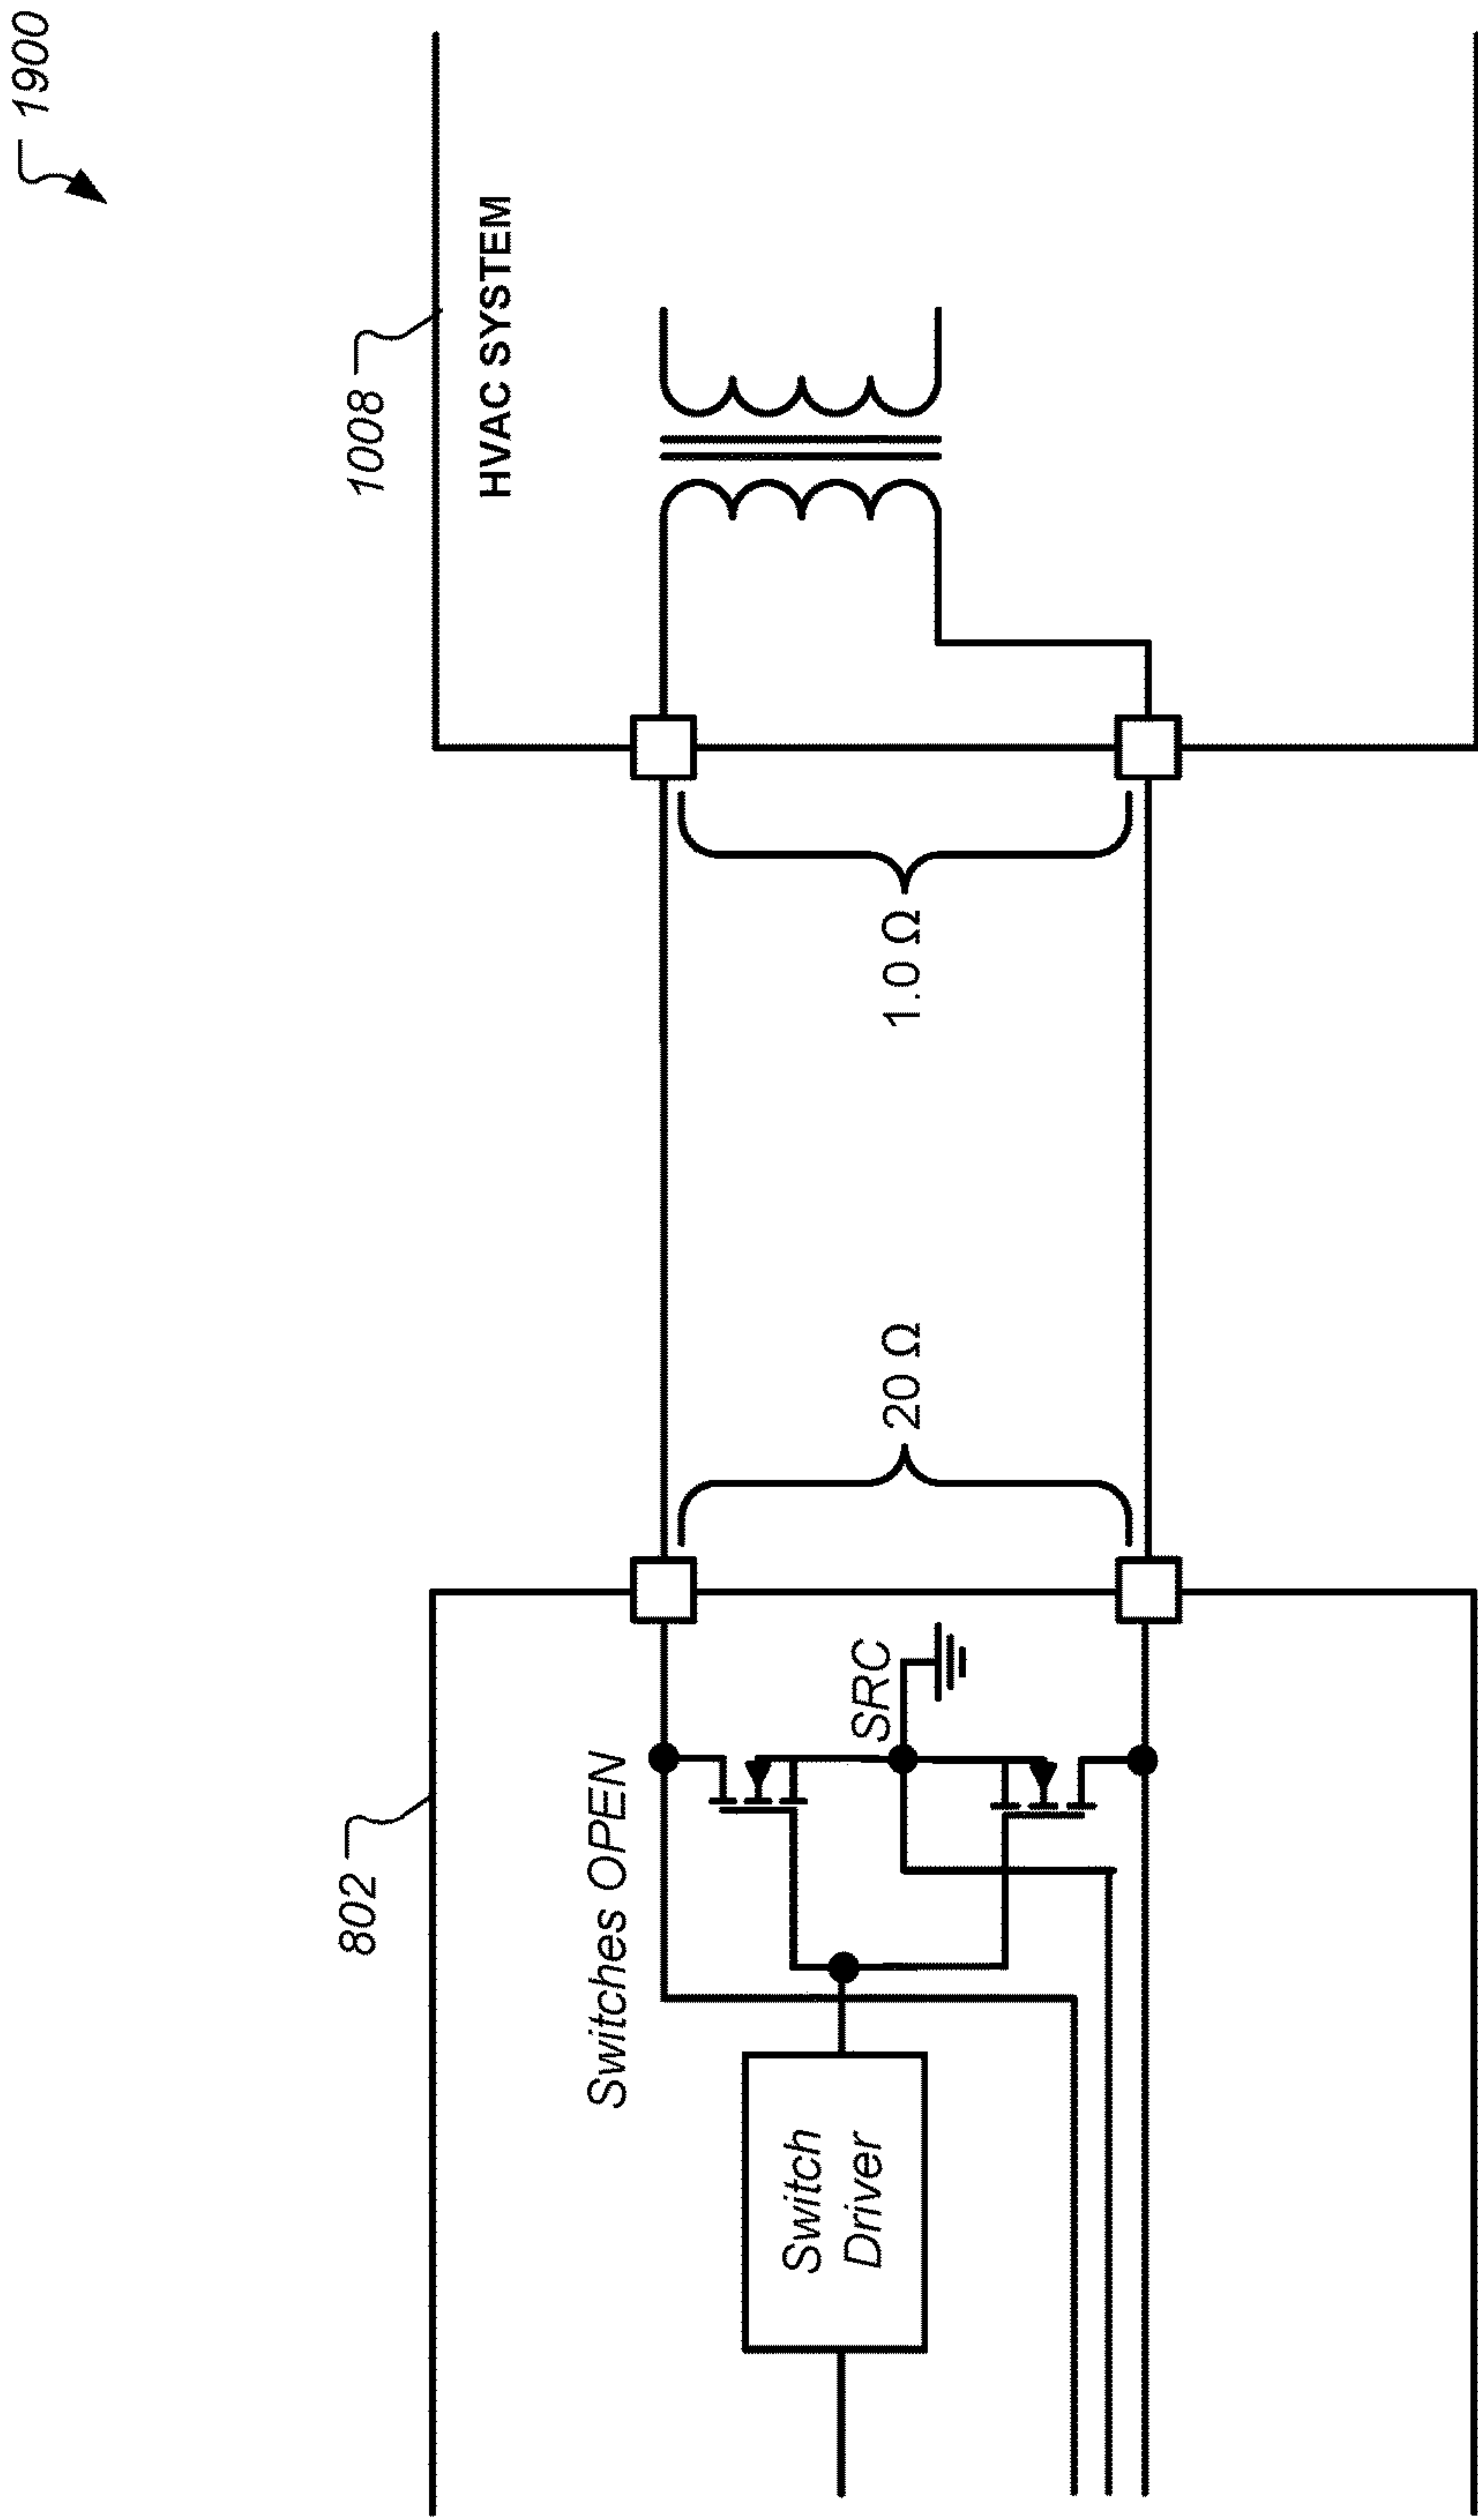 1900
802
1008
HVAC SYSTEM
Switches OPEN
Switch
Driver
SRC
20 Ω
1.0 Ω